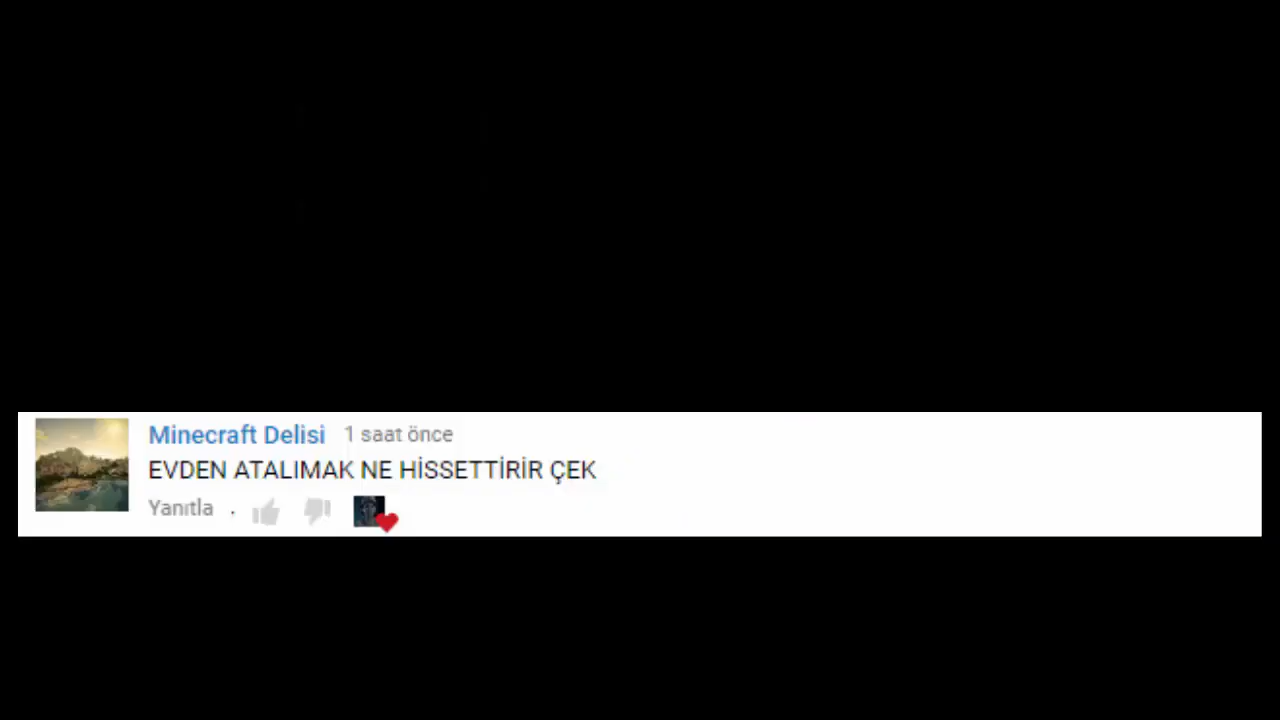 Minecraft Delisi 1 saat önce
EVDEN ATALIMAK NE HİSSETTİRİR ÇEK
Yanıtla .